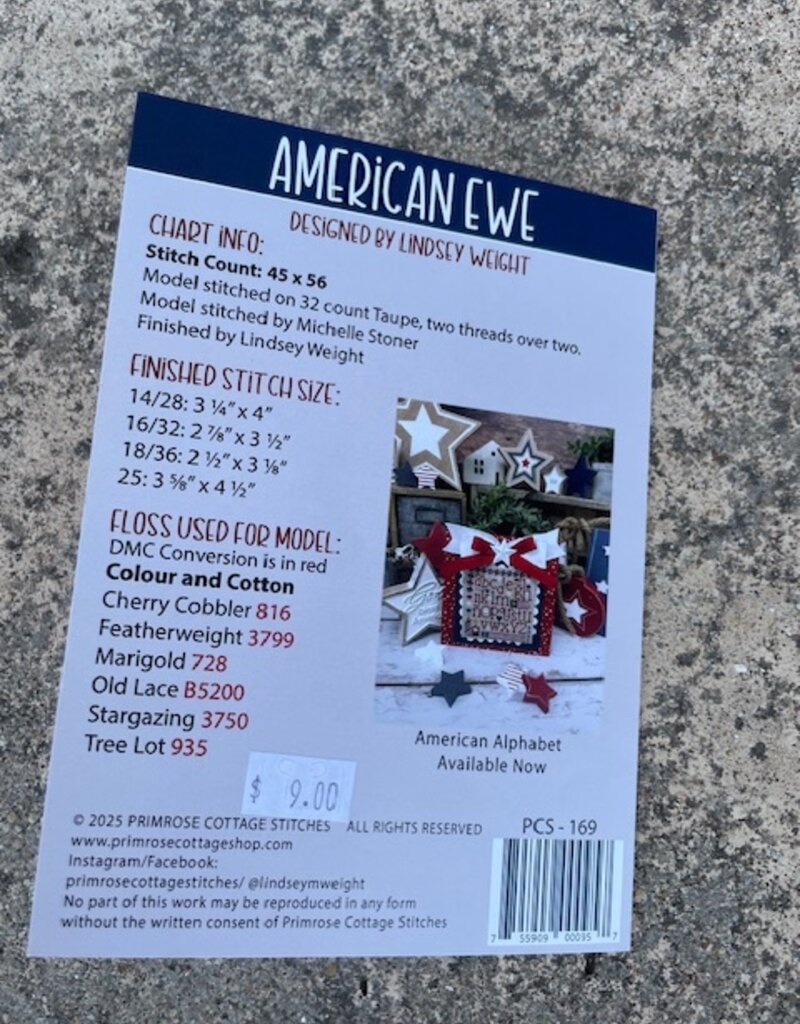 AMERiCAN EWE
DESIGNED BY LINDSEY WEIGHT
CHART iNFO:
Stitch Count: 45 x 56
Model stitched on 32 count Taupe, two threads over two.
Model stitched by Michelle Stoner
Finished by Lindsey Weight
FiNiSHED STiTCH SiZE:
14/28: 3 ¼” x 4”
16/32: 2 ⅞” x 3 ½”
18/36: 2 ½” x 3 ⅛”
25: 3 ⅝” x 4 ½”
FLOSS USED FOR MODEL:
DMC Conversion is in red
Colour and Cotton
Cherry Cobbler 816
Featherweight 3799
Marigold 728
Old Lace B5200
Stargazing 3750
Tree Lot 935
American Alphabet
Available Now
$ 9.00
© 2025 PRIMROSE COTTAGE STITCHES ALL RIGHTS RESERVED
www.primrosecottageshop.com
Instagram/Facebook:
primrosecottagestitches/ @lindseymweight
No part of this work may be reproduced in any form
without the written consent of Primrose Cottage Stitches
PCS - 169
7 55909 00095 7